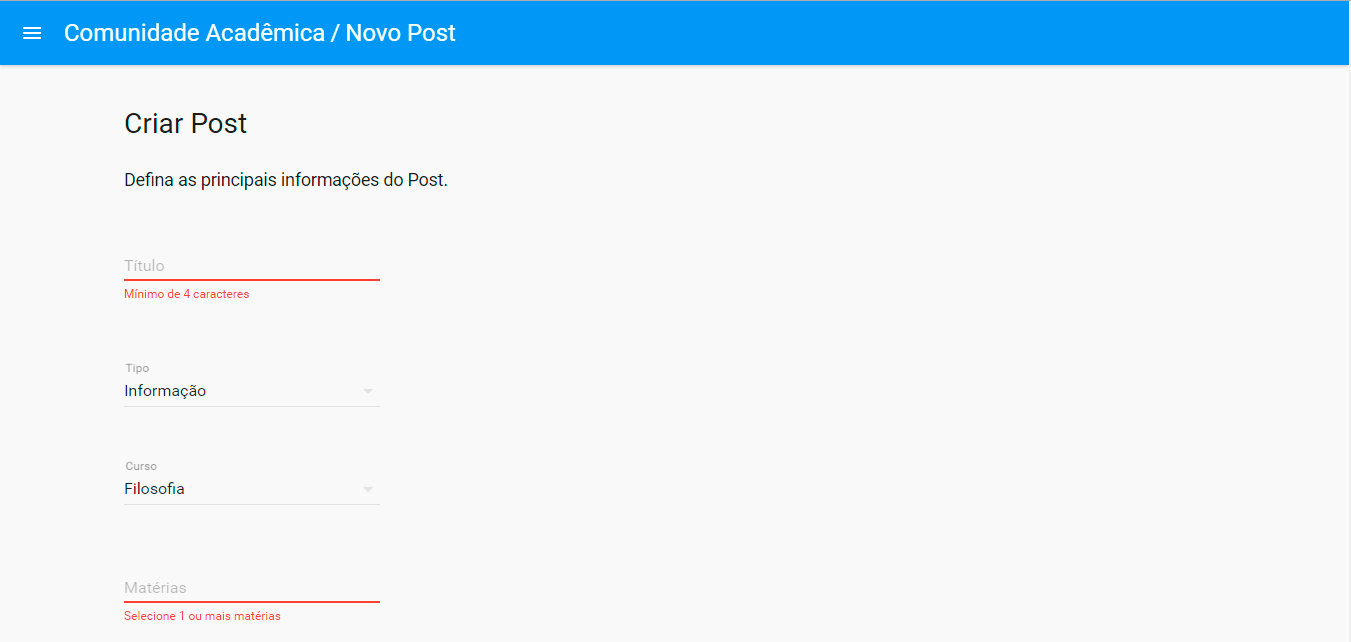 Comunidade Acadêmica / Novo Post
Criar Post
Defina as principais informações do Post.
Título
Mínimo de 4 caracteres
Tipo
Informação
Curso
Filosofia
Matérias
Selecione 1 ou mais matérias